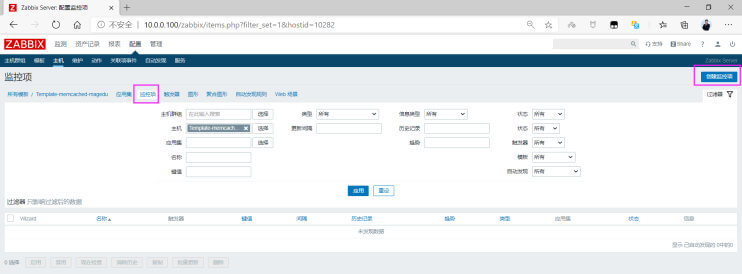 Zabbix Server: 配置监控项
不安全 10.0.0.100/zabbix/items.php?filter_set=1&hostid=10282
ZABBIX 监测 资产记录 报表 配置 管理 支持 Share
主机群组 模板 主机 维护 动作 关联项事件 自动发现 服务 Zabbix Server
监控项 创建监控项
所有模板 / Template-memcached-magedu 应用集 监控项 触发器 图形 聚合图形 自动发现规则 Web 场景 过滤器
主机群组 在此输入搜索 选择 类型 所有 信息类型 所有 状态 所有
主机 Template-memcach... 选择 更新间隔 历史记录 状态 所有
应用集 选择 趋势 触发器 所有
名称 模板 所有
键值 自动发现 所有
应用 重设
过滤器 只影响过滤后的数据
Wizard 名称 触发器 键值 间隔 历史记录 趋势 类型 应用集 状态 信息
未发现数据
显示 已自动发现的 0中的0
0 选择 启用 禁用 现在检查 清除历史 复制 批量更新 删除